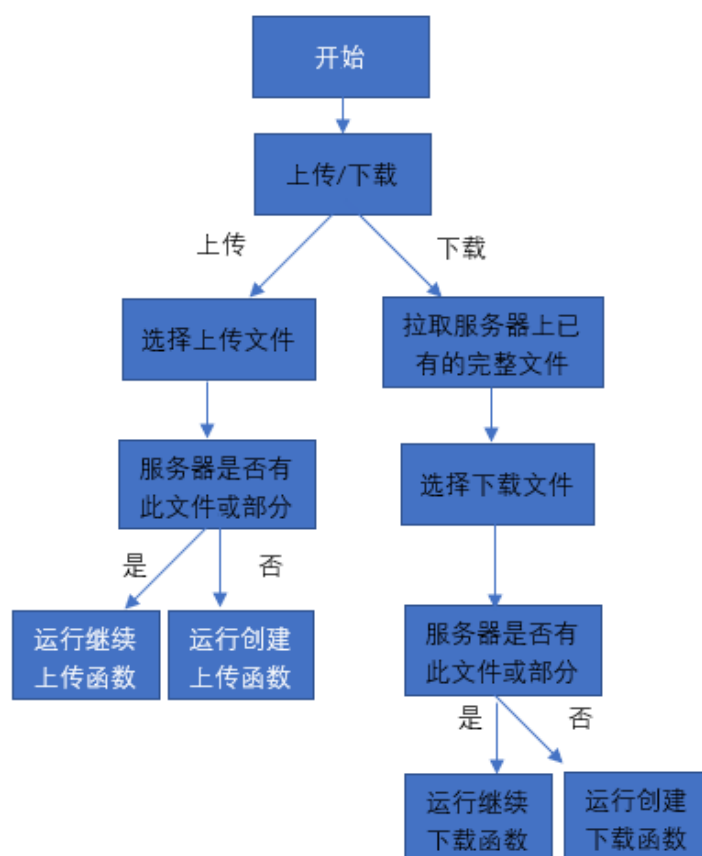 开始
上传/下载
上传
下载
选择上传文件
拉取服务器上已
有的完整文件
服务器是否有
此文件或部分
选择下载文件
是
否
运行继续
上传函数
运行创建
上传函数
服务器是否有
此文件或部分
是
否
运行继续
下载函数
运行创建
下载函数